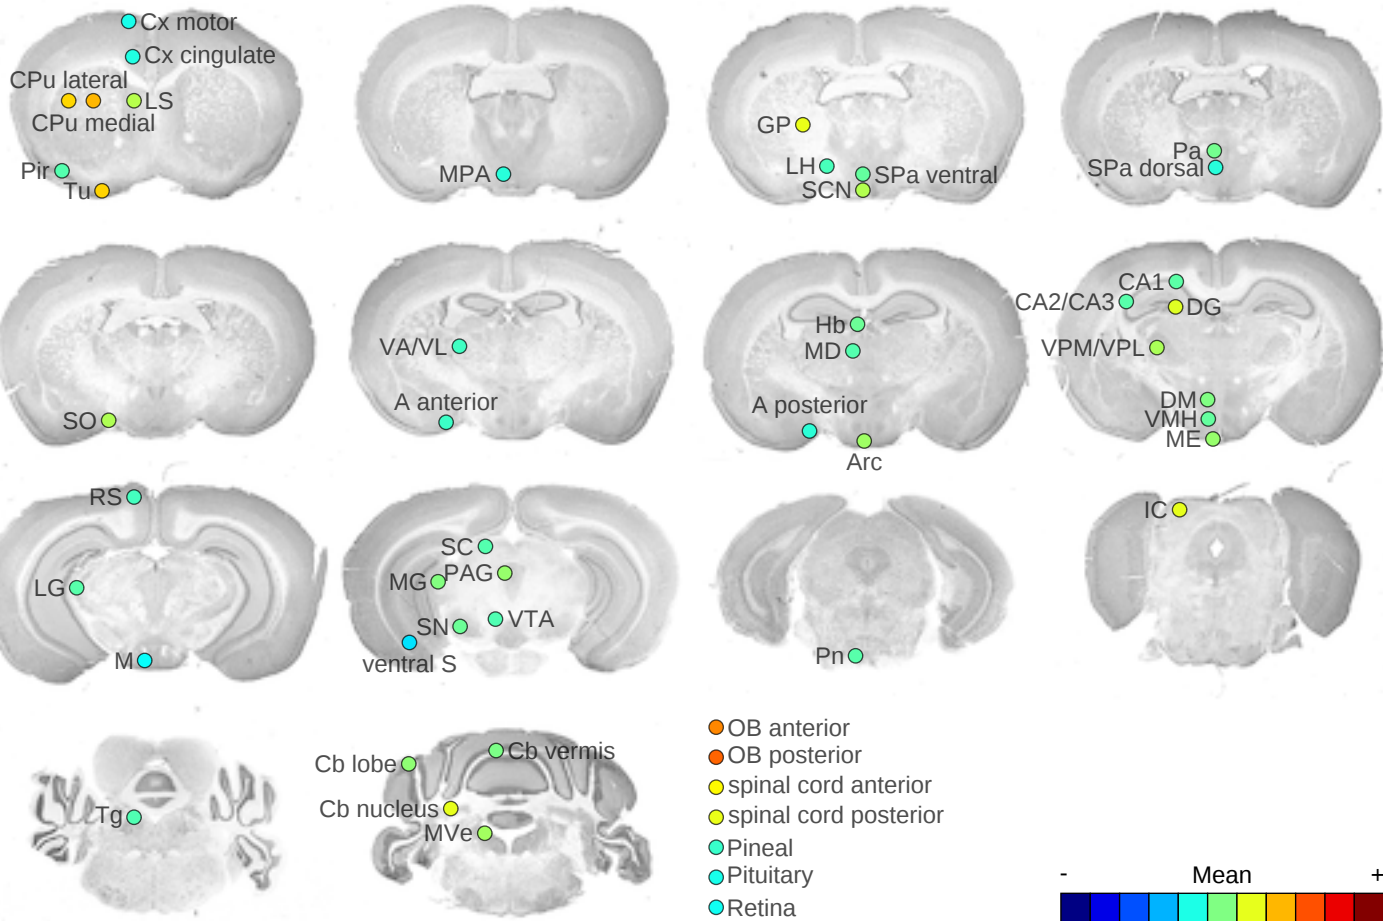 Cx motor
Cx cingulate
CPu lateral
LS
CPu medial
Pir
Tu
MPA
GP
LH
SPa ventral
SCN
Pa
SPa dorsal
SO
VA/VL
A anterior
Hb
MD
A posterior
Arc
CA1
CA2/CA3
DG
VPM/VPL
DM
VMH
ME
RS
LG
M
SC
PAG
MG
VTA
SN
ventral S
Pn
IC
Tg
Cb vermis
Cb lobe
Cb nucleus
MVe
OB anterior
OB posterior
spinal cord anterior
spinal cord posterior
Pineal
Pituitary
Retina
- Mean +